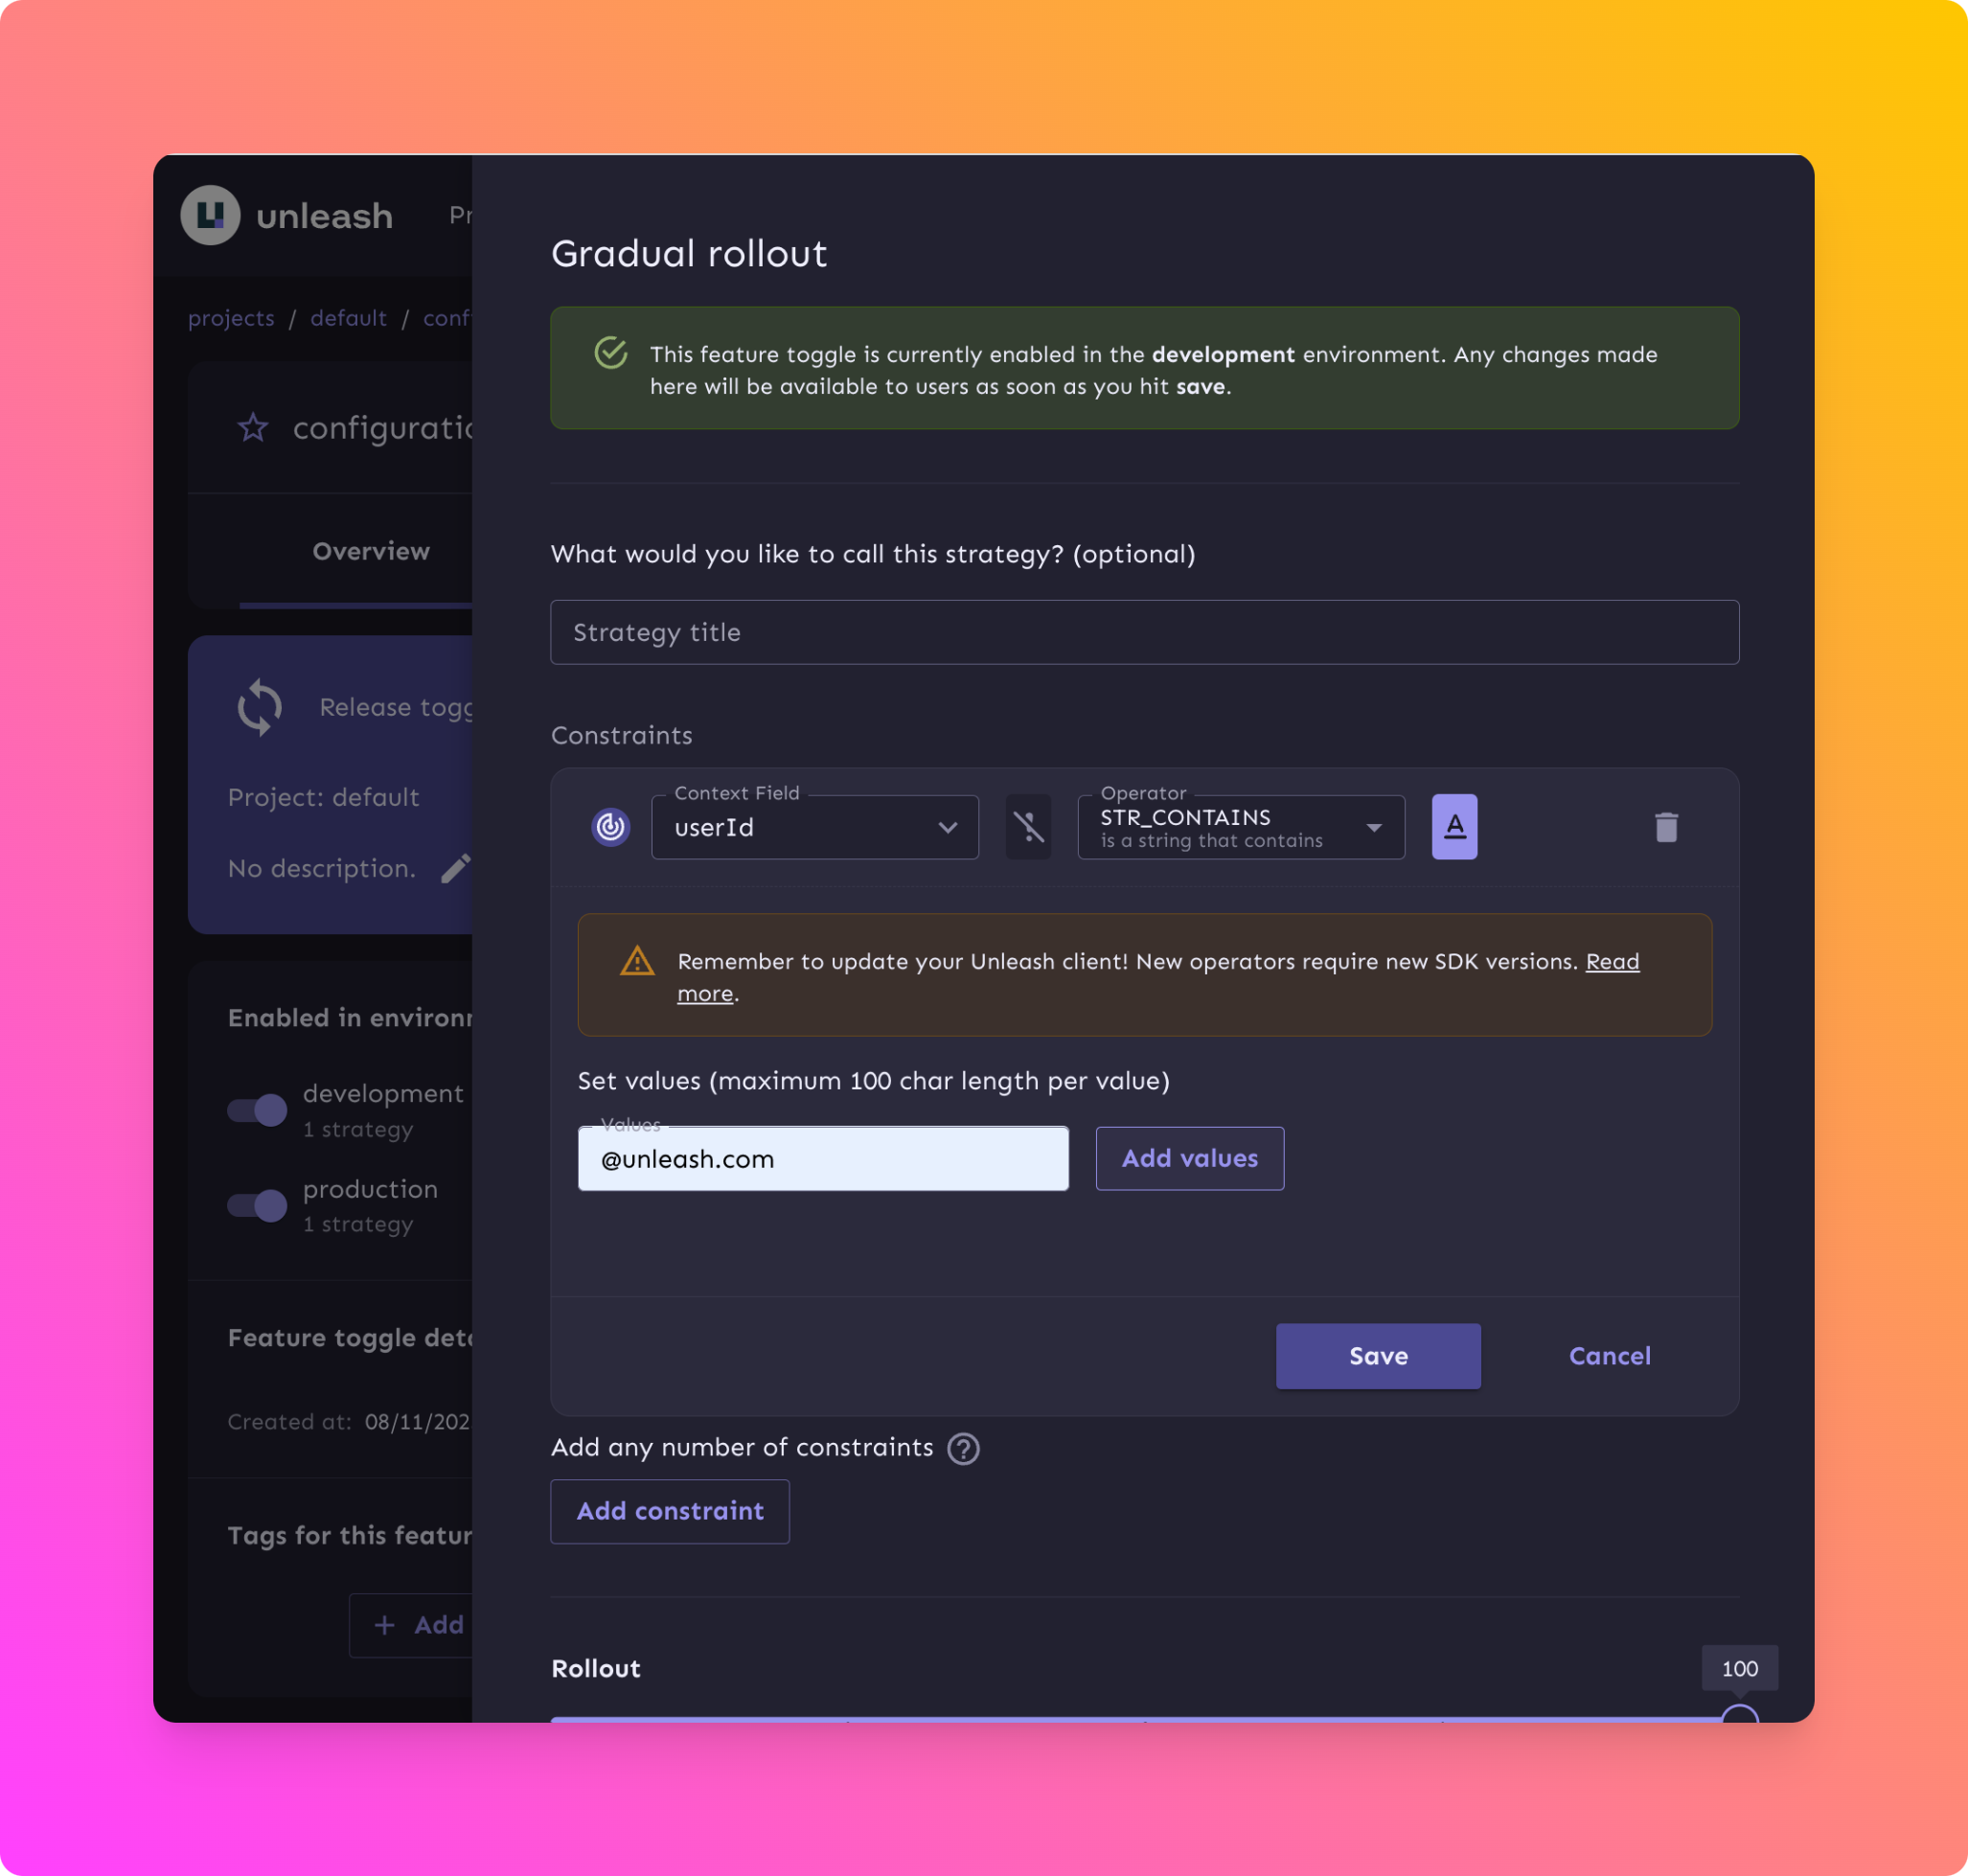 unleash
Pr
projects / default / conf
configuratio
Overview
Release togg
Project: default
No description.
Enabled in environm
development
1 strategy
production
1 strategy
Feature toggle deta
Created at: 08/11/202
Tags for this featur
+ Add
Gradual rollout
This feature toggle is currently enabled in the development environment. Any changes made
here will be available to users as soon as you hit save.
What would you like to call this strategy? (optional)
Strategy title
Constraints
Context Field
userId
Operator
STR_CONTAINS
is a string that contains
A
Remember to update your Unleash client! New operators require new SDK versions. Read
more.
Set values (maximum 100 char length per value)
Values
@unleash.com
Add values
Save
Cancel
Add any number of constraints
Add constraint
Rollout
100